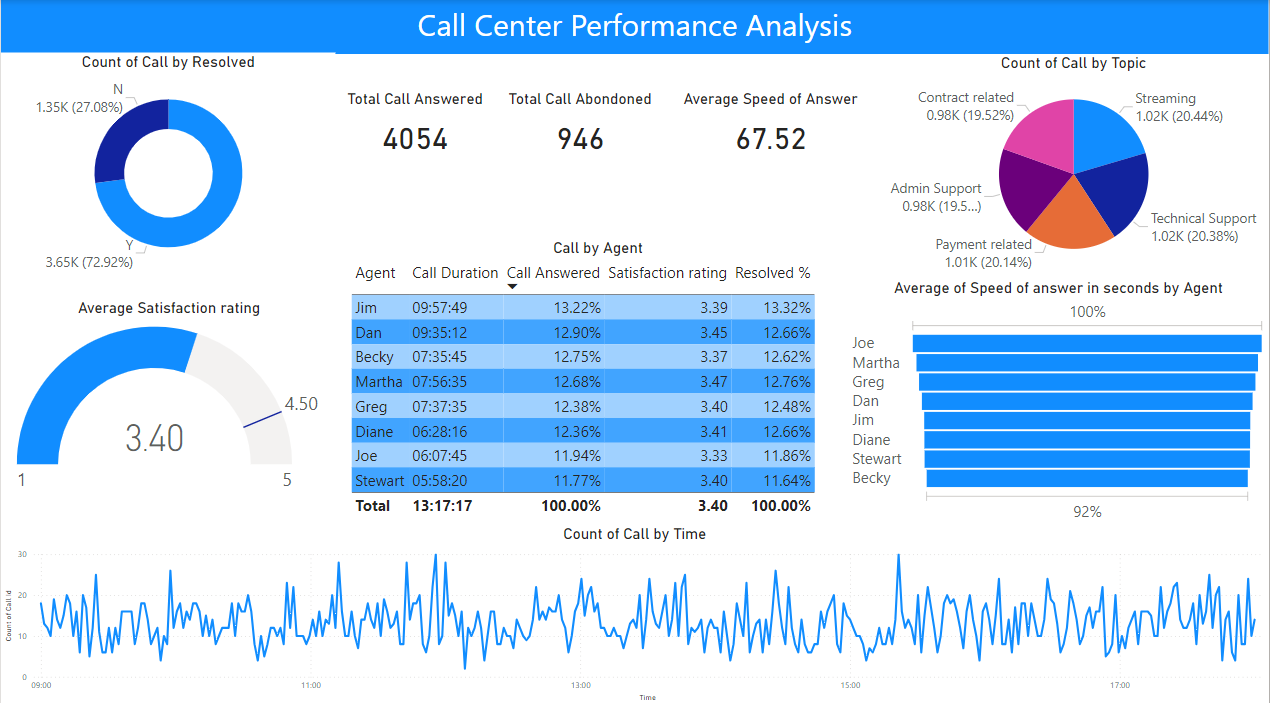 Call Center Performance Analysis
Count of Call by Resolved
N
1.35K (27.08%)
Y
3.65K (72.92%)
Total Call Answered
4054
Total Call Abondoned
946
Average Speed of Answer
67.52
Count of Call by Topic
Contract related
0.98K (19.52%)
Streaming
1.02K (20.44%)
Admin Support
0.98K (19.5...)
Technical Support
1.02K (20.38%)
Payment related
1.01K (20.14%)
Average Satisfaction rating
3.40
4.50
1
5
Call by Agent
Agent Call Duration Call Answered Satisfaction rating Resolved %
Jim 09:57:49 13.22% 3.39 13.32%
Dan 09:35:12 12.90% 3.45 12.66%
Becky 07:35:45 12.75% 3.37 12.62%
Martha 07:56:35 12.68% 3.47 12.76%
Greg 07:37:35 12.38% 3.40 12.48%
Diane 06:28:16 12.36% 3.41 12.66%
Joe 06:07:45 11.94% 3.33 11.86%
Stewart 05:58:20 11.77% 3.40 11.64%
Total 13:17:17 100.00% 3.40 100.00%
Average of Speed of answer in seconds by Agent
100%
Joe
Martha
Greg
Dan
Jim
Diane
Stewart
Becky
92%
Count of Call by Time
Count of Call Id
30
20
10
0
09:00 11:00 13:00 15:00 17:00
Time